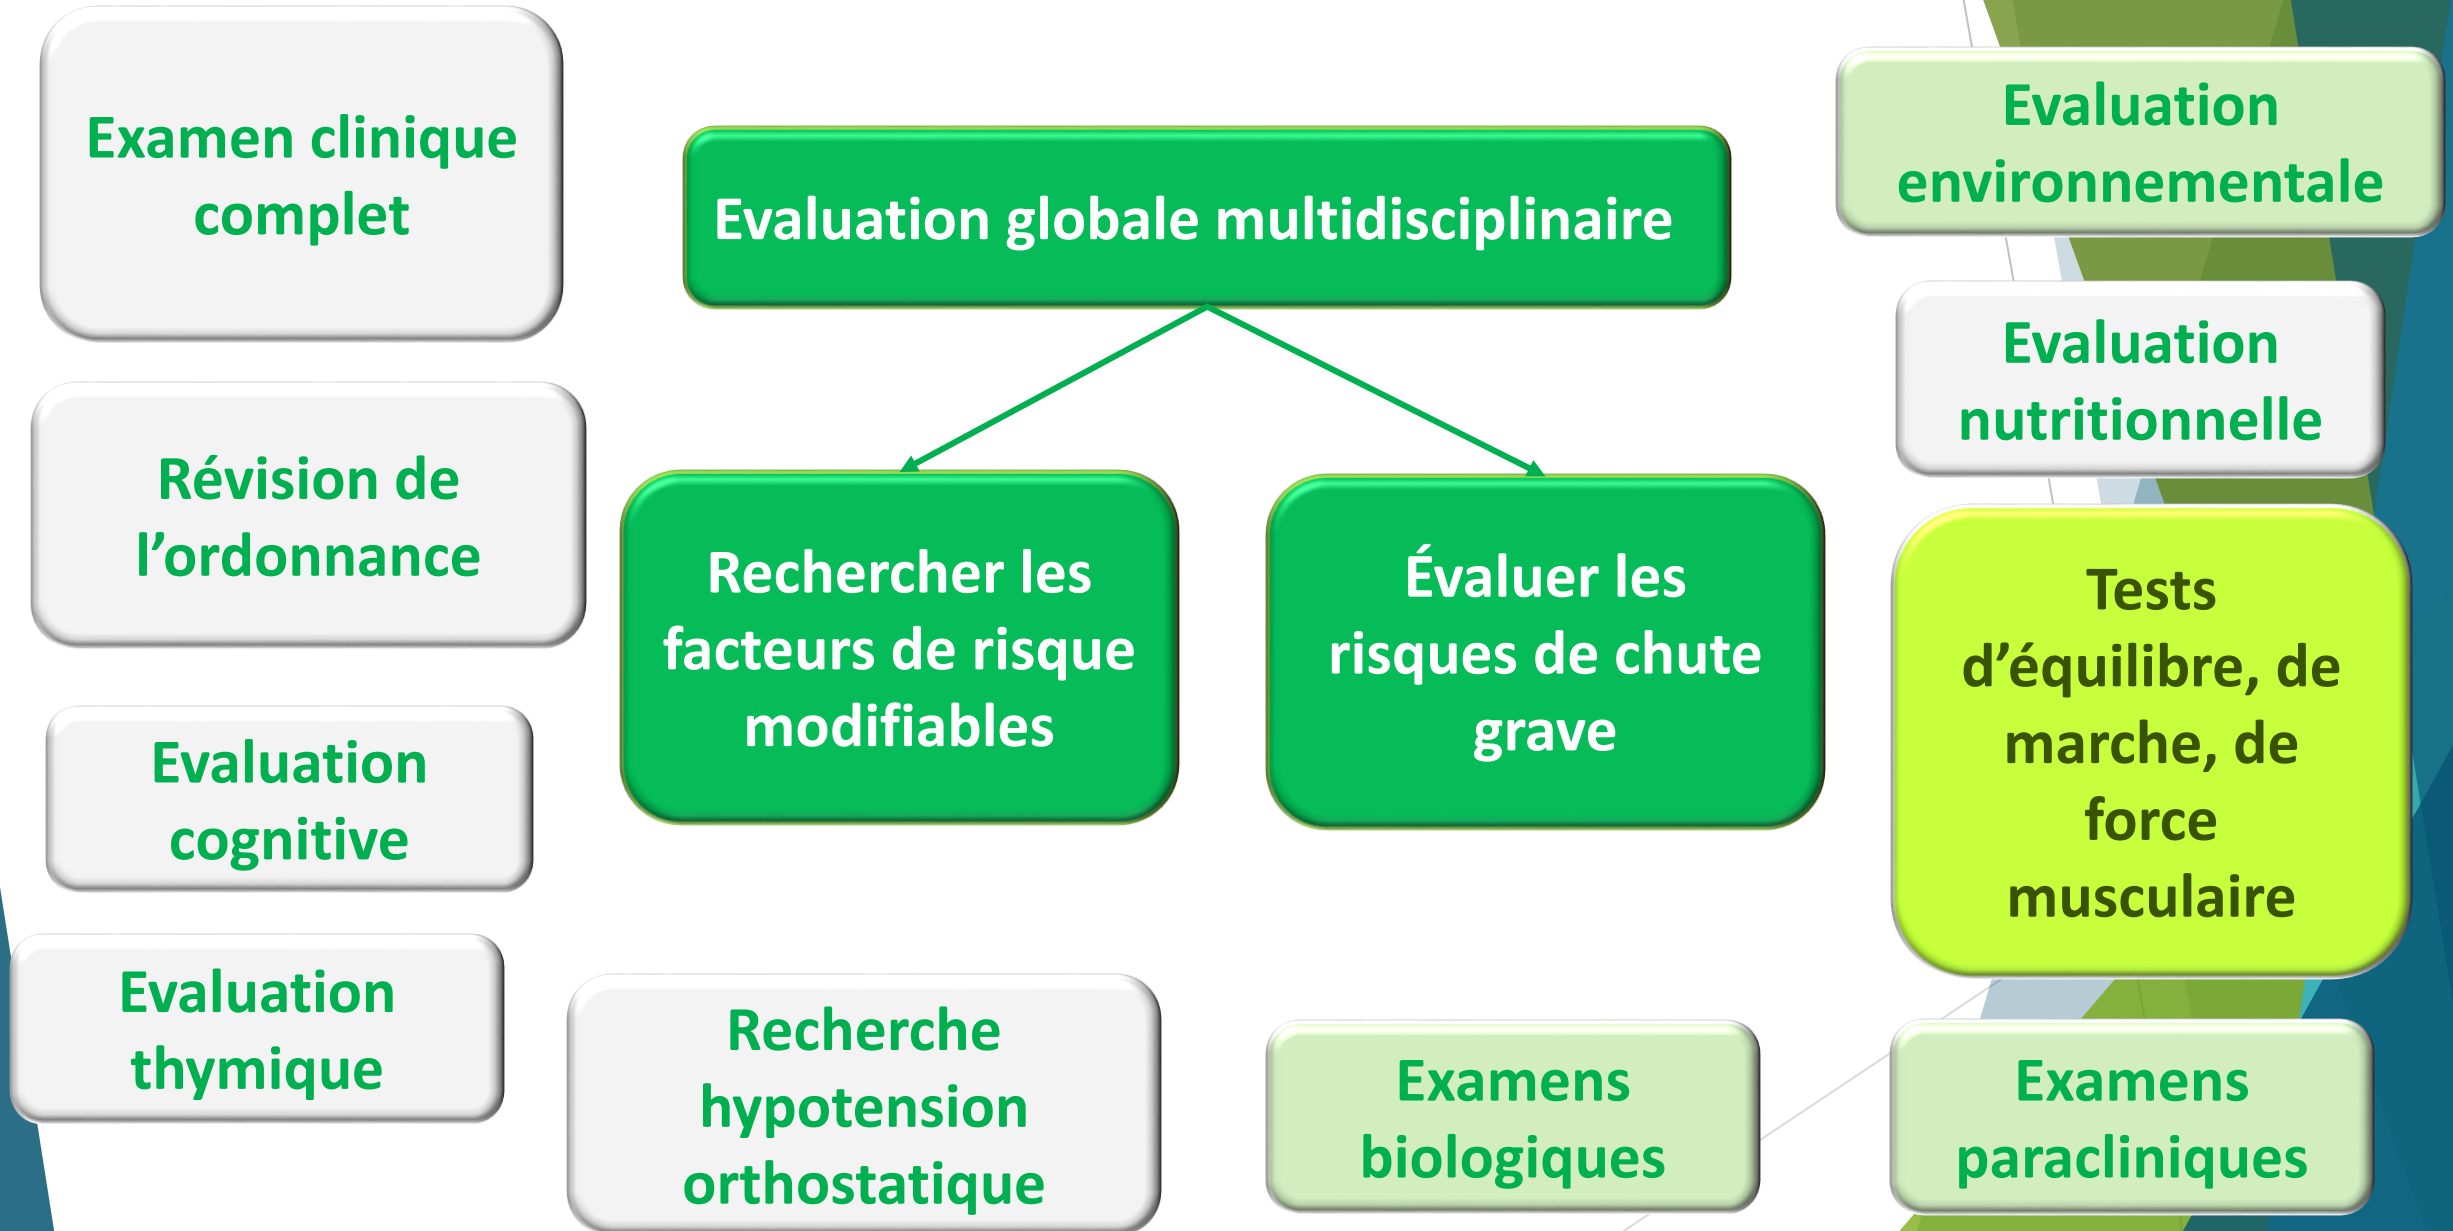 Examen clinique
complet
Evaluation globale multidisciplinaire
Evaluation
environnementale
Evaluation
nutritionnelle
Révision de
l’ordonnance
Rechercher les
facteurs de risque
modifiables
Évaluer les
risques de chute
grave
Tests
d’équilibre, de
marche, de
force
musculaire
Evaluation
cognitive
Evaluation
thymique
Recherche
hypotension
orthostatique
Examens
biologiques
Examens
paracliniques